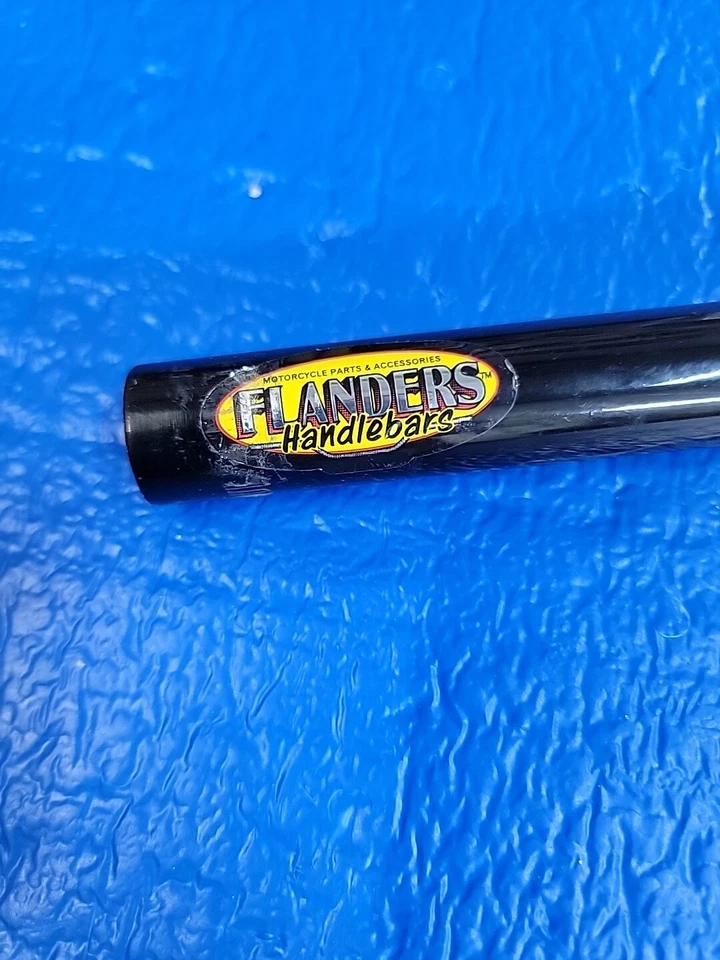 MOTORCYCLE PARTS & ACCESSORIES
FLANDERS™
Handlebars